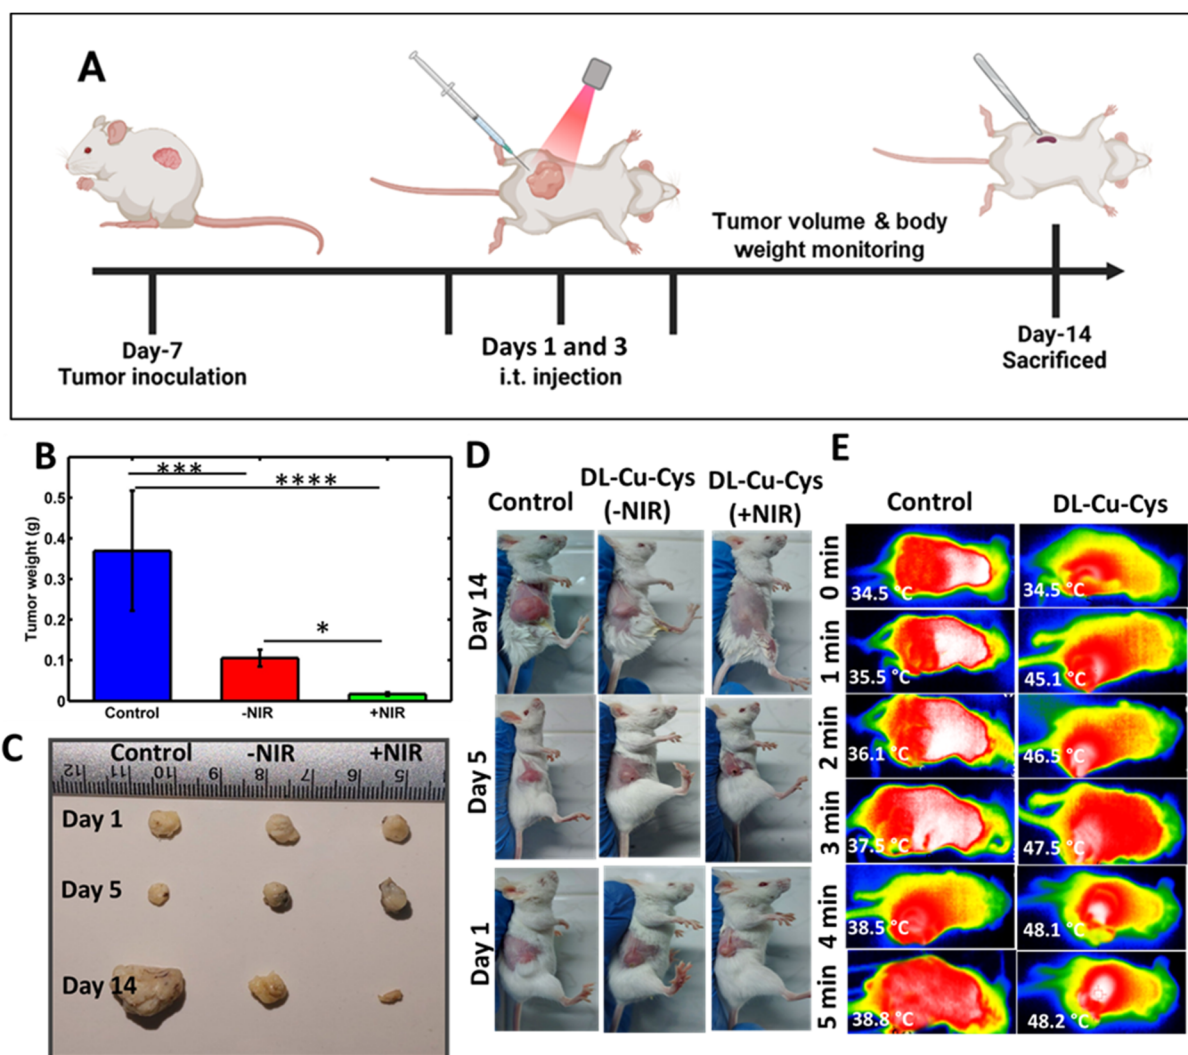 A
Tumor volume & body
weight monitoring
Day-7
Tumor inoculation
Days 1 and 3
i.t. injection
Day-14
Sacrificed
B
Tumor weight (g)
0.5
0.4
0.3
0.2
0.1
0
***
****
*
Control
-NIR
+NIR
C
Control
-NIR
+NIR
12
11
10
9
8
7
6
5
Day 1
Day 5
Day 14
D
Control
DL-Cu-Cys
(-NIR)
DL-Cu-Cys
(+NIR)
Day 14
Day 5
Day 1
E
Control
DL-Cu-Cys
0 min
34.5 °C
34.5 °C
1 min
35.5 °C
45.1 °C
2 min
36.1 °C
46.5 °C
3 min
37.5 °C
47.5 °C
4 min
38.5 °C
48.1 °C
5 min
38.8 °C
48.2 °C